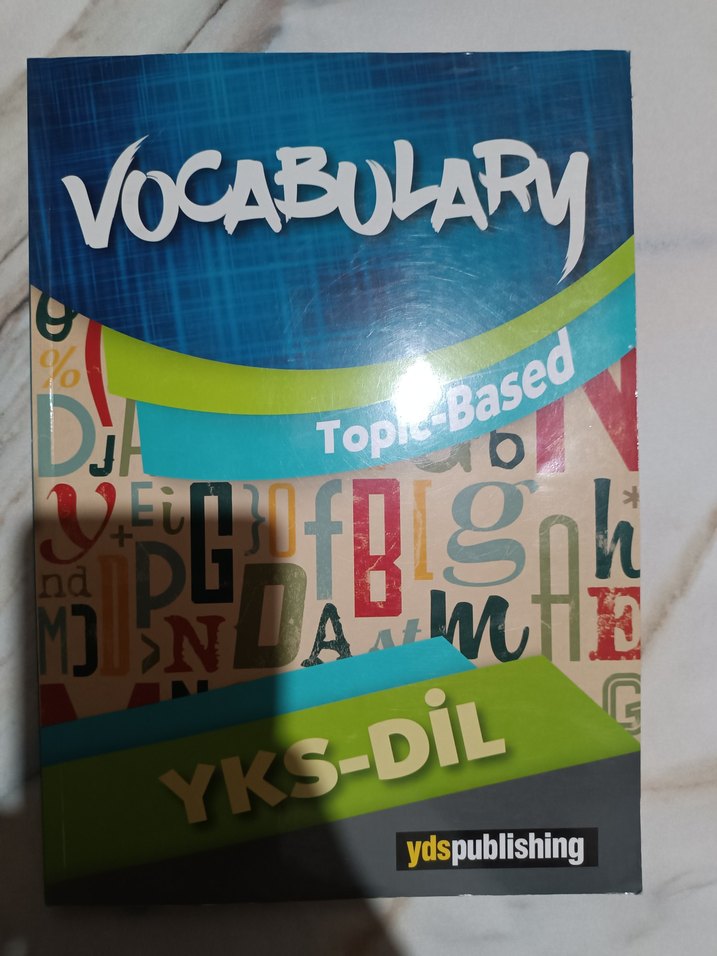 VOCABULARY
Topic-Based
YKS-DİL
ydspublishing